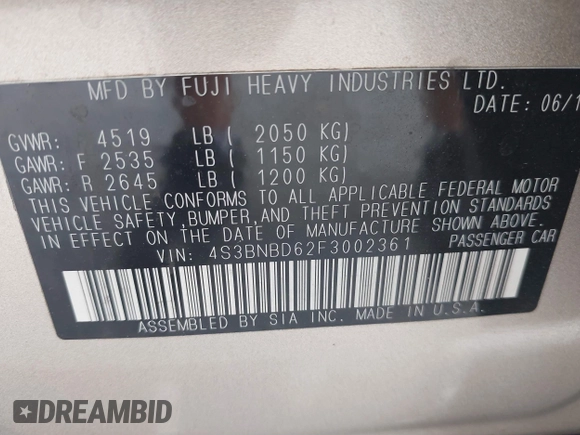 MFD BY FUJI HEAVY INDUSTRIES LTD.
DATE: 06/1
GVWR: 4519 LB ( 2050 KG)
GAWR: F 2535 LB ( 1150 KG)
GAWR: R 2645 LB ( 1200 KG)
THIS VEHICLE CONFORMS TO ALL APPLICABLE FEDERAL MOTOR
VEHICLE SAFETY,BUMPER,AND THEFT PREVENTION STANDARDS
IN EFFECT ON THE DATE OF MANUFACTURE SHOWN ABOVE.
VIN: 4S3BNBD62F3002361 PASSENGER CAR
ASSEMBLED BY SIA INC. MADE IN U.S.A.
DREAMBID